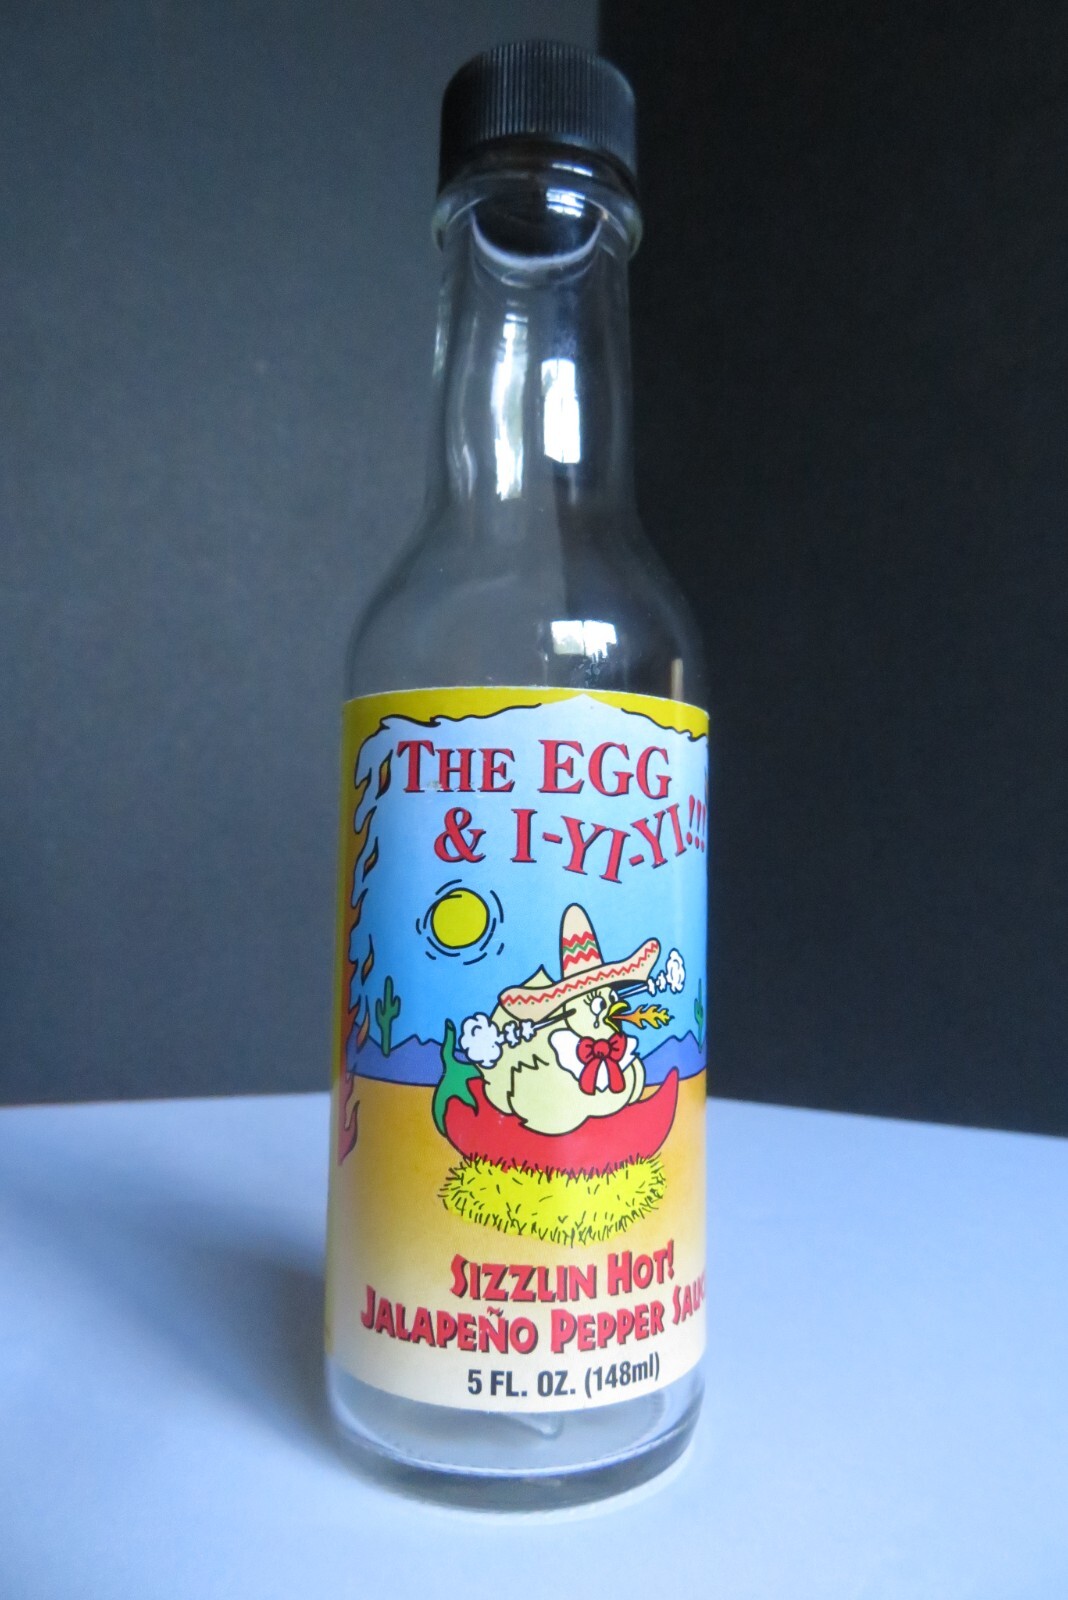 THE EGG
& I-YI-YI!!!
SIZZLIN HOT!
JALAPEÑO PEPPER
5 FL. OZ. (148ml)